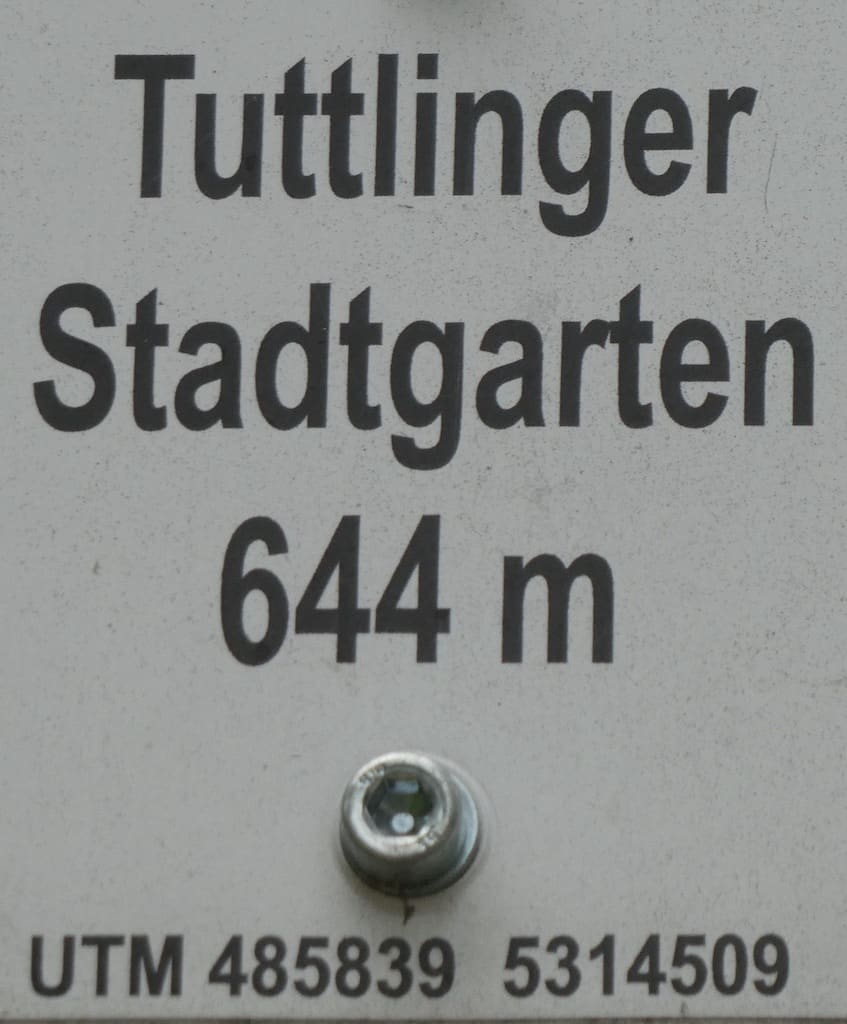 Tuttlinger
Stadtgarten
644 m
UTM 485839 5314509